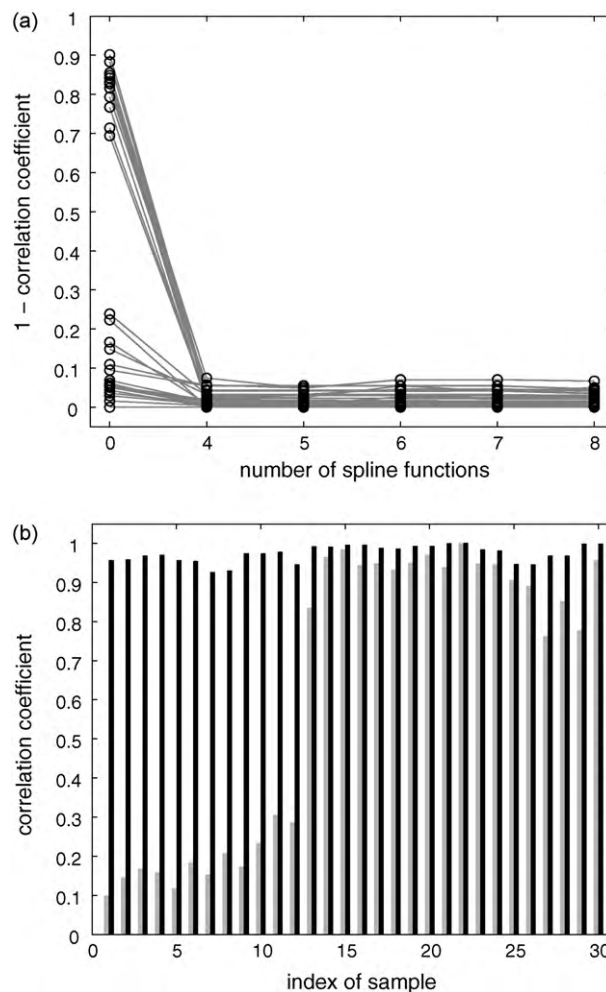 (a)
1
0.9
0.8
0.7
0.6
0.5
0.4
0.3
0.2
0.1
0
1 − correlation coefficient
0 4 5 6 7 8
number of spline functions
(b)
1
0.9
0.8
0.7
0.6
0.5
0.4
0.3
0.2
0.1
0
correlation coefficient
0 5 10 15 20 25 30
index of sample